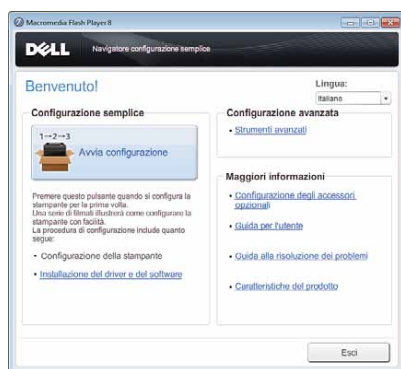 Macromedia Flash Player 8
DELL
Navigatore configurazione semplice
Benvenuto!
Lingua:
Italiano
Configurazione semplice
1→2→3
Avvia configurazione
Premere questo pulsante quando si configura la
stampante per la prima volta.
Una serie di filmati illustrerà come configurare la
stampante con facilità.
La procedura di configurazione include quanto
segue:
• Configurazione della stampante
• Installazione del driver e del software
Configurazione avanzata
• Strumenti avanzati
Maggiori informazioni
• Configurazione degli accessori
opzionali
• Guida per l'utente
• Guida alla risoluzione dei problemi
• Caratteristiche del prodotto
Esci